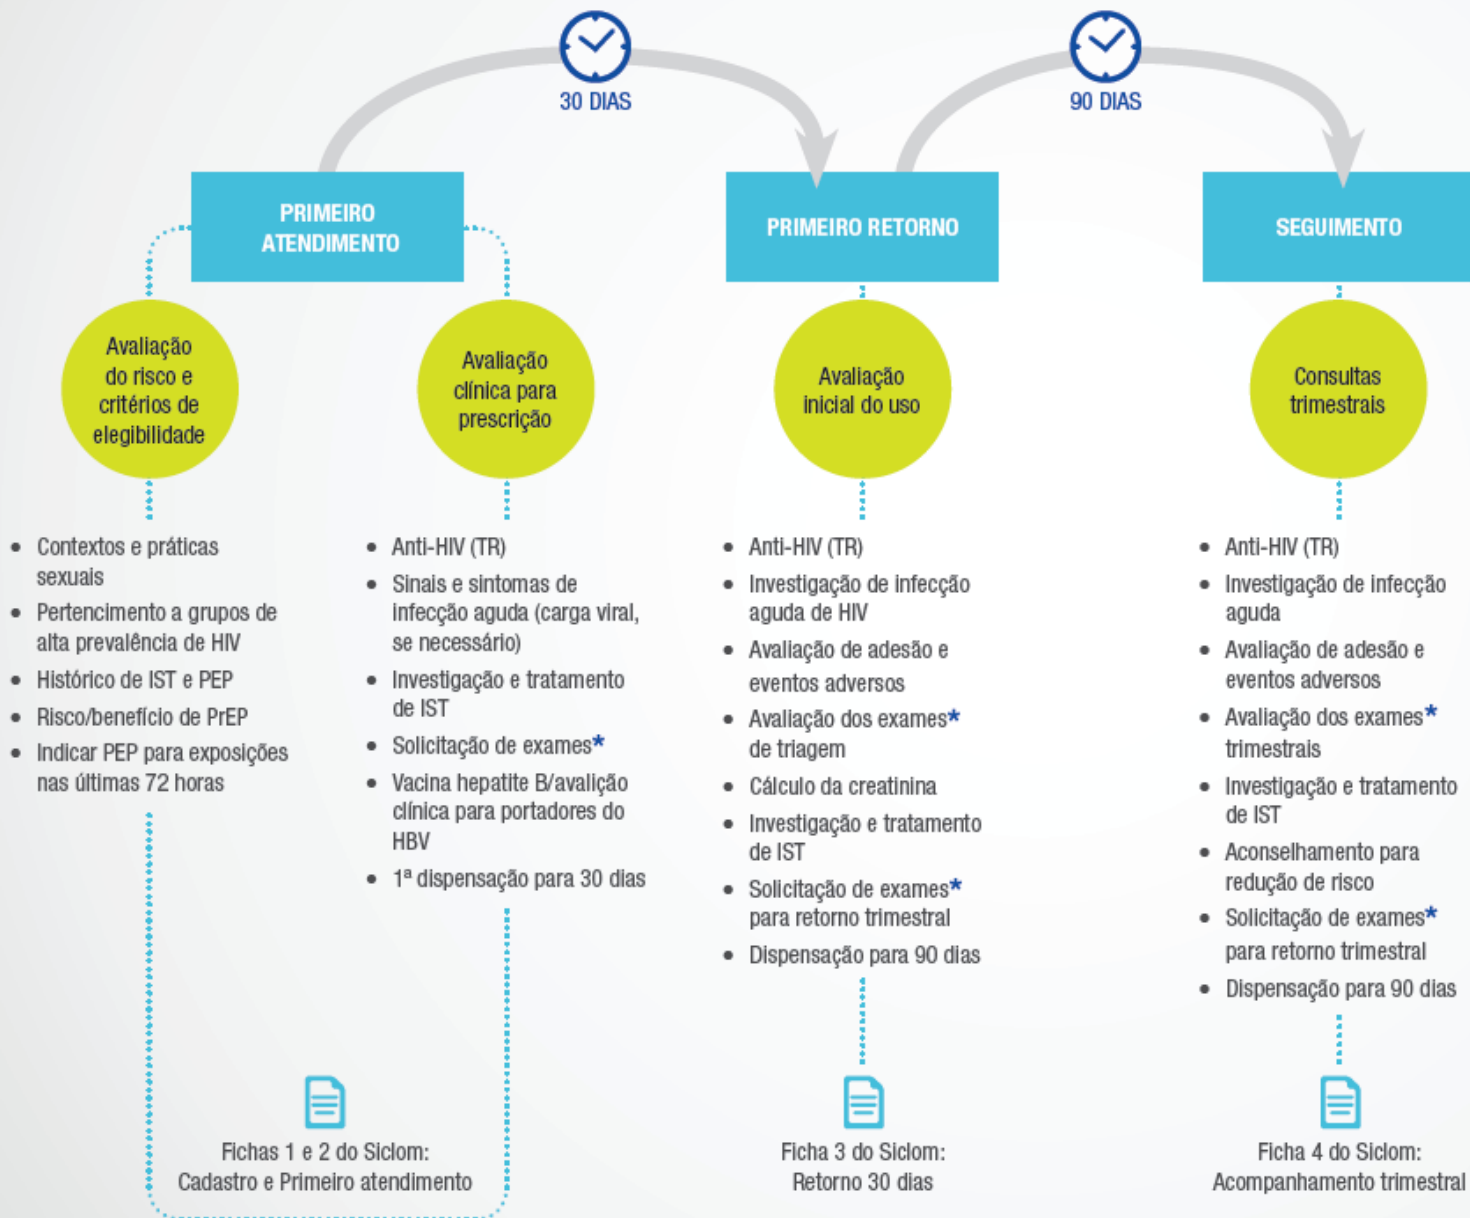 30 DIAS
90 DIAS
PRIMEIRO
ATENDIMENTO
PRIMEIRO RETORNO
SEGUIMENTO
Avaliação
do risco e
critérios de
elegibilidade
Avaliação
clínica para
prescrição
Avaliação
inicial do uso
Consultas
trimestrais
• Contextos e práticas
sexuais
• Pertencimento a grupos de
alta prevalência de HIV
• Histórico de IST e PEP
• Risco/benefício de PrEP
• Indicar PEP para exposições
nas últimas 72 horas
• Anti-HIV (TR)
• Sinais e sintomas de
infecção aguda (carga viral,
se necessário)
• Investigação e tratamento
de IST
• Solicitação de exames*
• Vacina hepatite B/avalição
clínica para portadores do
HBV
• 1ª dispensação para 30 dias
• Anti-HIV (TR)
• Investigação de infecção
aguda de HIV
• Avaliação de adesão e
eventos adversos
• Avaliação dos exames*
de triagem
• Cálculo da creatinina
• Investigação e tratamento
de IST
• Solicitação de exames*
para retorno trimestral
• Dispensação para 90 dias
• Anti-HIV (TR)
• Investigação de infecção
aguda
• Avaliação de adesão e
eventos adversos
• Avaliação dos exames*
trimestrais
• Investigação e tratamento
de IST
• Aconselhamento para
redução de risco
• Solicitação de exames*
para retorno trimestral
• Dispensação para 90 dias
Fichas 1 e 2 do Siclom:
Cadastro e Primeiro atendimento
Ficha 3 do Siclom:
Retorno 30 dias
Ficha 4 do Siclom:
Acompanhamento trimestral